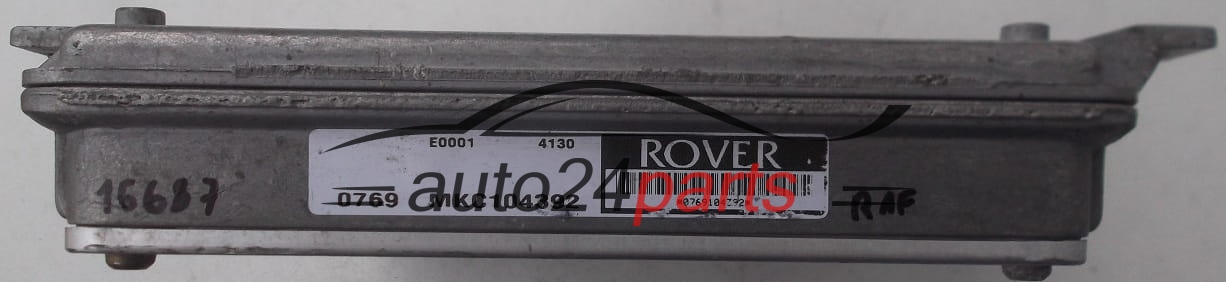 E0001 4130 ROVER
0769 MKC104392
16687
RAF
auto24parts